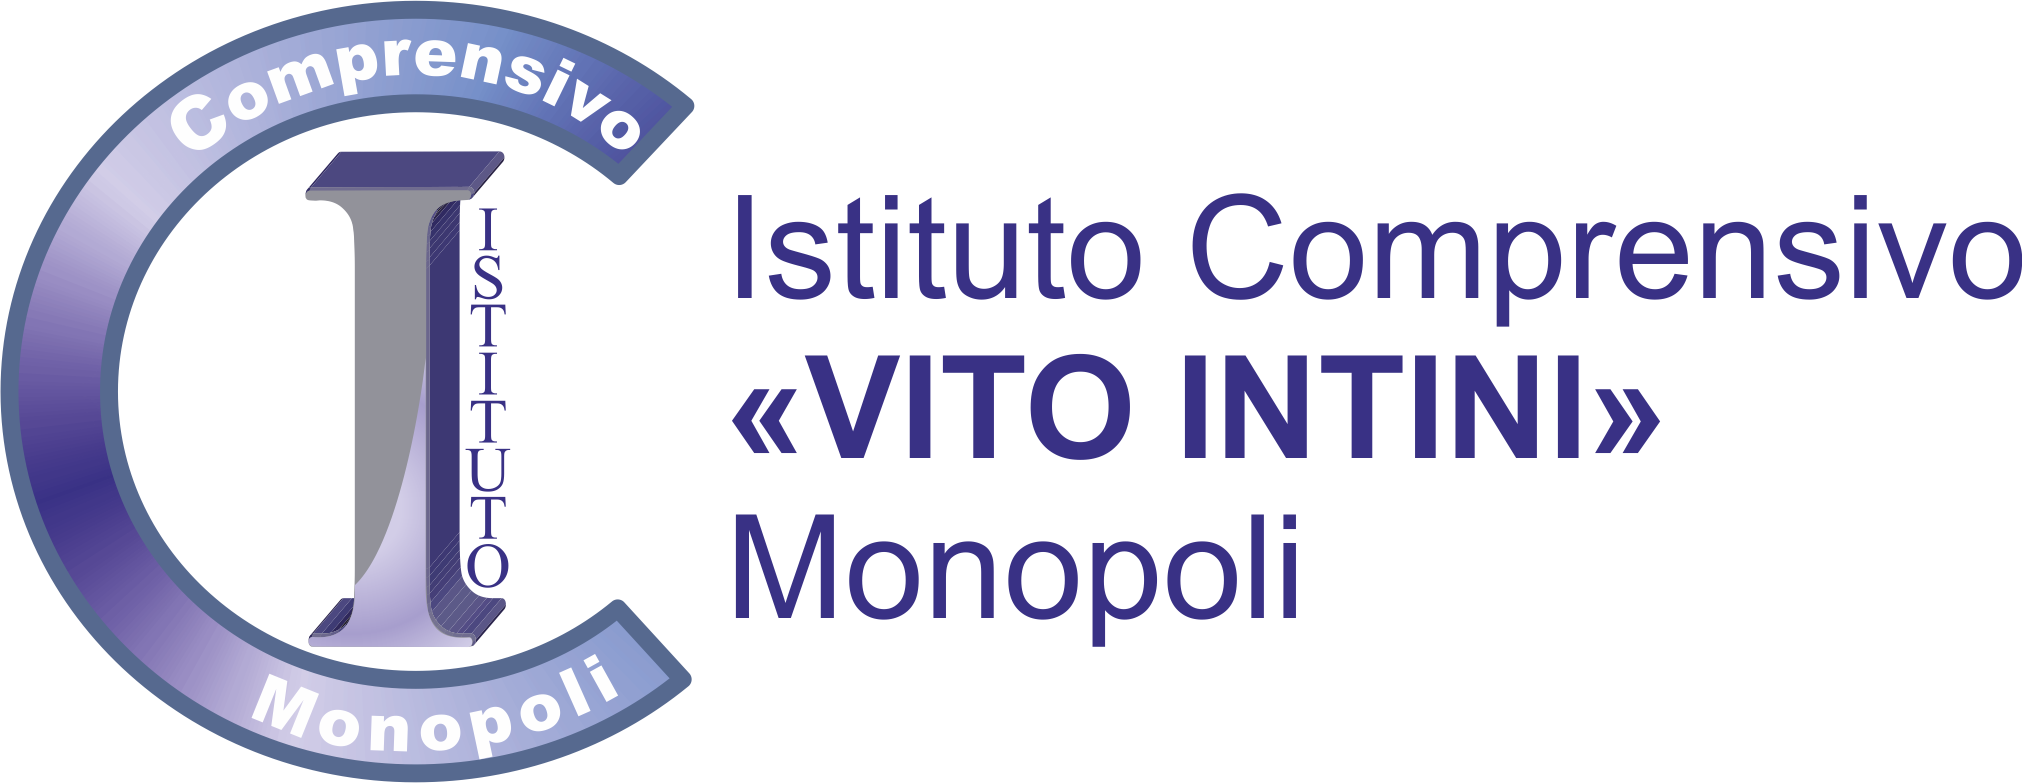 Comprensivo
ISTITUTO
Monopoli
Istituto Comprensivo
«VITO INTINI»
Monopoli